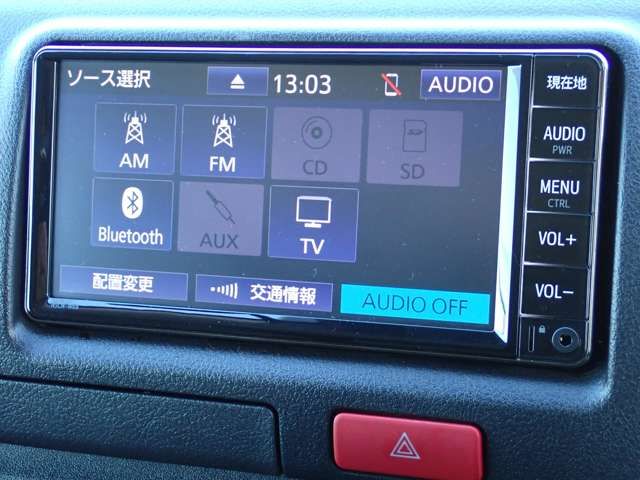 ソース選択
13:03
AUDIO
現在地
AM
FM
CD
SD
AUDIO
PWR
MENU
CTRL
Bluetooth
AUX
TV
VOL+
VOL−
配置変更
交通情報
AUDIO OFF